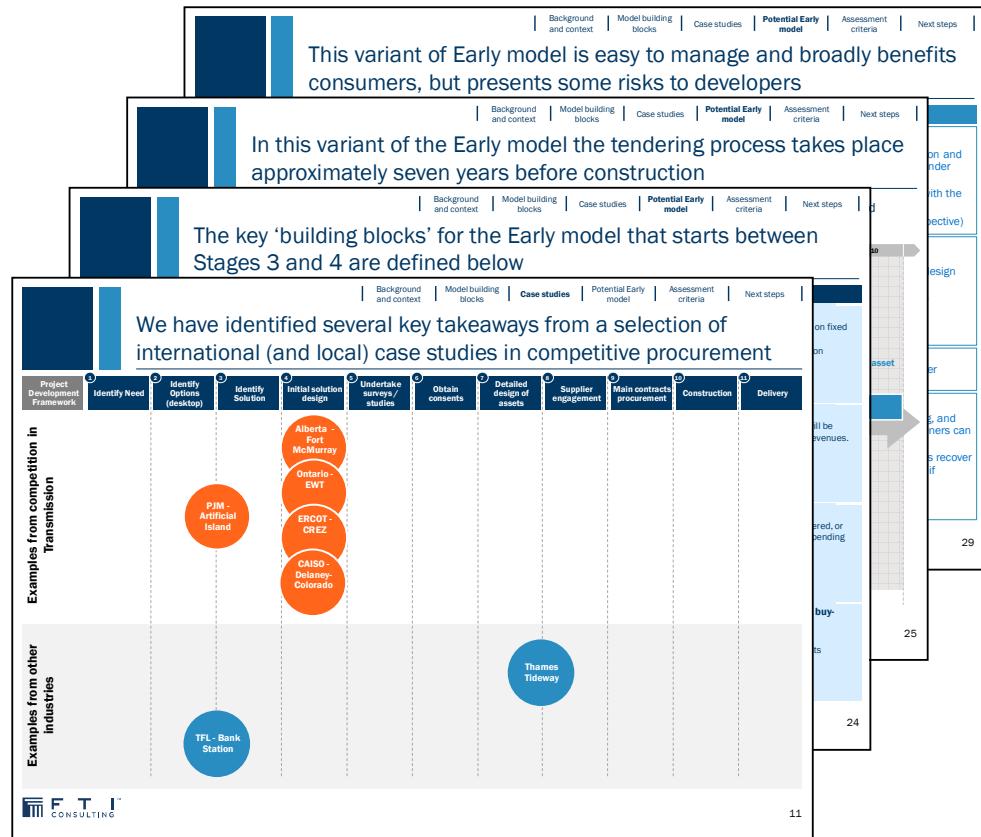 Background
and context
Model building
blocks
Case studies
Potential Early
model
Assessment
criteria
Next steps
This variant of Early model is easy to manage and broadly benefits
consumers, but presents some risks to developers
on and
nder
with the
pective)
esign
er
g, and
ners can
s recover
if
29
Background
and context
Model building
blocks
Case studies
Potential Early
model
Assessment
criteria
Next steps
In this variant of the Early model the tendering process takes place
approximately seven years before construction
d
10
asset
25
Background
and context
Model building
blocks
Case studies
Potential Early
model
Assessment
criteria
Next steps
The key ‘building blocks’ for the Early model that starts between
Stages 3 and 4 are defined below
on fixed
on
ill be
evenues.
ered, or
pending
buy-
ts
24
Background
and context
Model building
blocks
Case studies
Potential Early
model
Assessment
criteria
Next steps
We have identified several key takeaways from a selection of
international (and local) case studies in competitive procurement
Project
Development
Framework
1
Identify Need
2
Identify
Options
(desktop)
3
Identify
Solution
4
Initial solution
design
5
Undertake
surveys/
studies
6
Obtain
consents
7
Detailed
design of
assets
8
Supplier
engagement
9
Main contracts
procurement
10
Construction
11
Delivery
Examples from competition in
Transmission
Alberta -
Fort
McMurray
Ontario -
EWT
PJM -
Artificial
Island
ERCOT -
CREZ
CAISO -
Delaney-
Colorado
Examples from other
industries
Thames
Tideway
TFL - Bank
Station
F T I™
CONSULTING
11